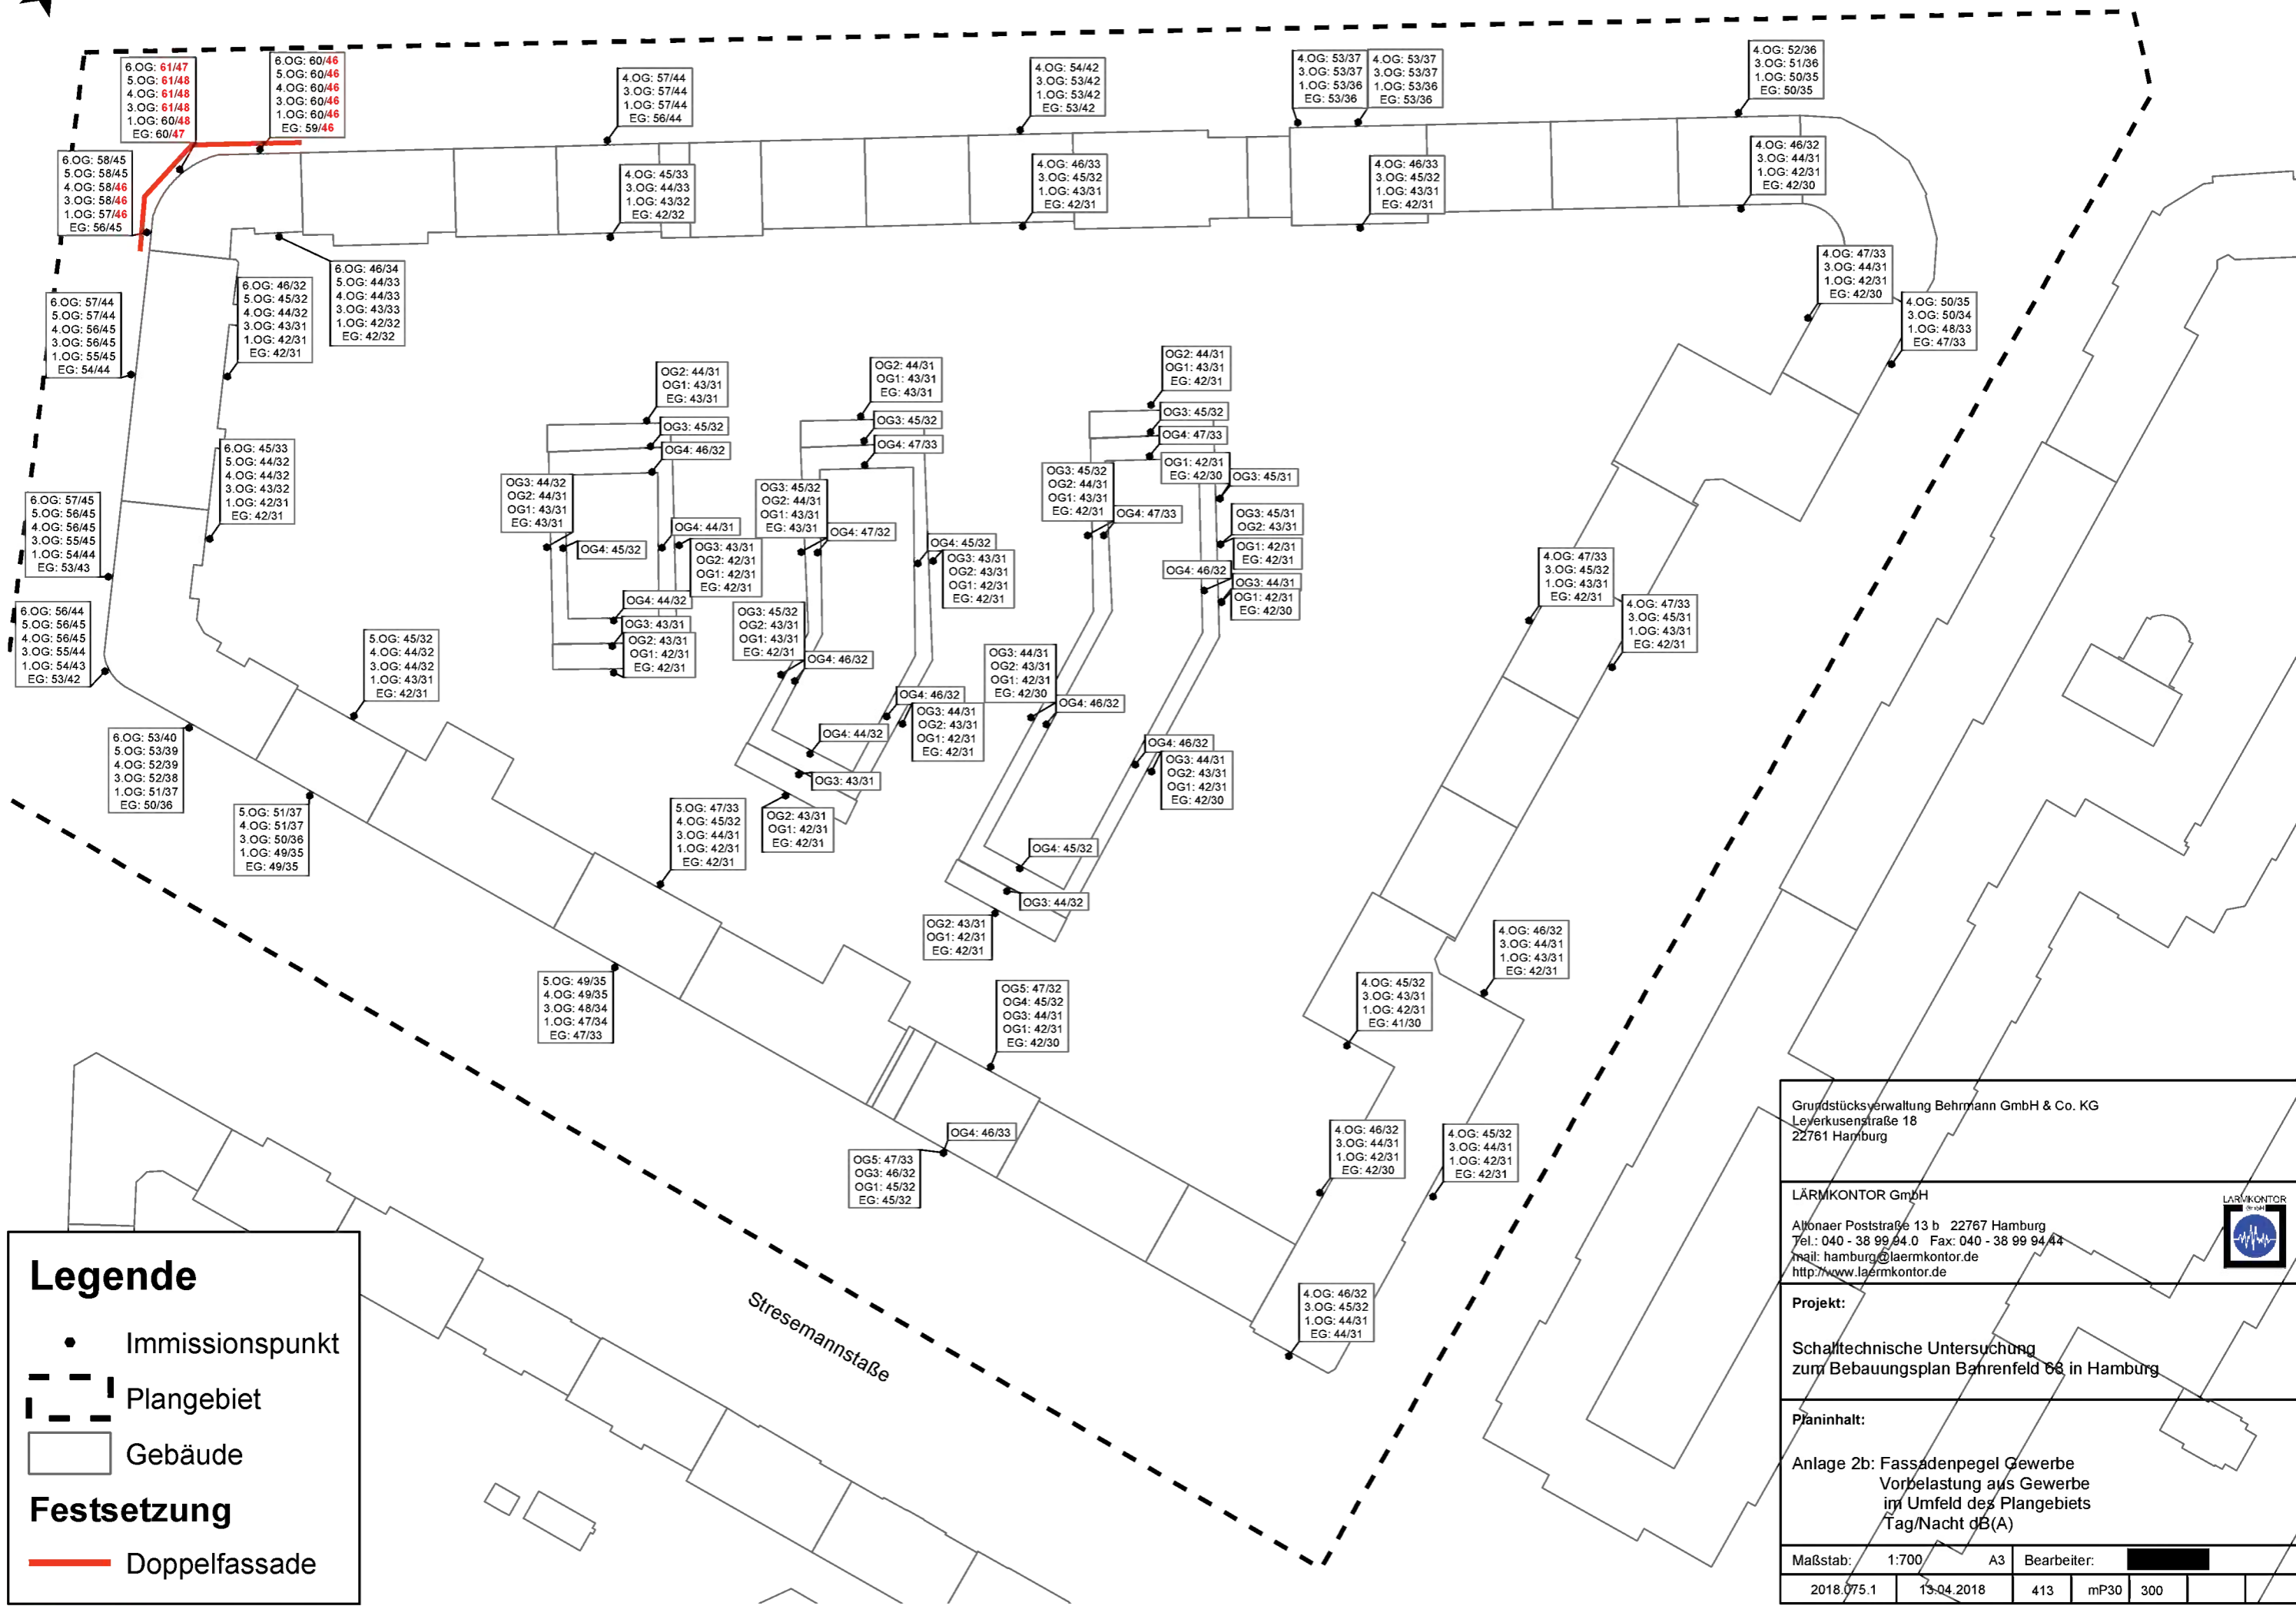 6.OG: 61/47
5.OG: 61/48
4.OG: 61/48
3.OG: 61/48
1.OG: 60/48
EG: 60/47
6.OG: 60/46
5.OG: 60/46
4.OG: 60/46
3.OG: 60/46
1.OG: 60/46
EG: 59/46
4.OG: 57/44
3.OG: 57/44
1.OG: 57/44
EG: 56/44
4.OG: 54/42
3.OG: 53/42
1.OG: 53/42
EG: 53/42
4.OG: 53/37
3.OG: 53/37
1.OG: 53/36
EG: 53/36
4.OG: 53/37
3.OG: 53/37
1.OG: 53/36
EG: 53/36
4.OG: 52/36
3.OG: 51/36
1.OG: 50/35
EG: 50/35
6.OG: 58/45
5.OG: 58/45
4.OG: 58/46
3.OG: 58/46
1.OG: 57/46
EG: 56/45
4.OG: 45/33
3.OG: 44/33
1.OG: 43/32
EG: 42/32
4.OG: 46/33
3.OG: 45/32
1.OG: 43/31
EG: 42/31
4.OG: 46/33
3.OG: 45/32
1.OG: 43/31
EG: 42/31
4.OG: 46/32
3.OG: 44/31
1.OG: 42/31
EG: 42/30
6.OG: 46/34
5.OG: 44/33
4.OG: 44/33
3.OG: 43/33
1.OG: 42/32
EG: 42/32
6.OG: 46/32
5.OG: 45/32
4.OG: 44/32
3.OG: 43/31
1.OG: 42/31
EG: 42/31
6.OG: 57/44
5.OG: 57/44
4.OG: 56/45
3.OG: 56/45
1.OG: 55/45
EG: 54/44
4.OG: 47/33
3.OG: 44/31
1.OG: 42/31
EG: 42/30
4.OG: 50/35
3.OG: 50/34
1.OG: 48/33
EG: 47/33
OG2: 44/31
OG1: 43/31
EG: 43/31
OG3: 45/32
OG4: 46/32
OG2: 44/31
OG1: 43/31
EG: 43/31
OG3: 45/32
OG4: 47/33
OG2: 44/31
OG1: 43/31
EG: 42/31
OG3: 45/32
OG4: 47/33
OG1: 42/31
EG: 42/30
OG3: 45/31
6.OG: 45/33
5.OG: 44/32
4.OG: 44/32
3.OG: 43/32
1.OG: 42/31
EG: 42/31
OG3: 44/32
OG2: 44/31
OG1: 43/31
EG: 43/31
OG4: 45/32
OG4: 44/31
OG3: 43/31
OG2: 42/31
OG1: 42/31
EG: 42/31
OG3: 45/32
OG2: 44/31
OG1: 43/31
EG: 43/31
OG4: 47/32
OG4: 45/32
OG3: 43/31
OG2: 43/31
OG1: 42/31
EG: 42/31
OG3: 45/32
OG2: 44/31
OG1: 43/31
EG: 42/31
OG4: 47/33
OG3: 45/31
OG2: 43/31
OG1: 42/31
EG: 42/31
OG4: 46/32
OG3: 44/31
OG1: 42/31
EG: 42/30
6.OG: 57/45
5.OG: 56/45
4.OG: 56/45
3.OG: 55/45
1.OG: 54/44
EG: 53/43
4.OG: 47/33
3.OG: 45/32
1.OG: 43/31
EG: 42/31
4.OG: 47/33
3.OG: 45/31
1.OG: 43/31
EG: 42/31
6.OG: 56/44
5.OG: 56/45
4.OG: 56/45
3.OG: 55/44
1.OG: 54/43
EG: 53/42
5.OG: 45/32
4.OG: 44/32
3.OG: 44/32
1.OG: 43/31
EG: 42/31
OG4: 44/32
OG3: 43/31
OG2: 43/31
OG1: 42/31
EG: 42/31
OG3: 45/32
OG2: 43/31
OG1: 43/31
EG: 42/31
OG4: 46/32
OG4: 46/32
OG3: 44/31
OG2: 43/31
OG1: 42/31
EG: 42/31
OG4: 44/32
OG3: 43/31
OG2: 43/31
OG1: 42/31
EG: 42/31
OG3: 44/31
OG2: 43/31
OG1: 42/31
EG: 42/30
OG4: 46/32
OG4: 46/32
OG3: 44/31
OG2: 43/31
OG1: 42/31
EG: 42/30
OG4: 45/32
OG3: 44/32
OG2: 43/31
OG1: 42/31
EG: 42/31
6.OG: 53/40
5.OG: 53/39
4.OG: 52/39
3.OG: 52/38
1.OG: 51/37
EG: 50/36
5.OG: 51/37
4.OG: 51/37
3.OG: 50/36
1.OG: 49/35
EG: 49/35
5.OG: 47/33
4.OG: 45/32
3.OG: 44/31
1.OG: 42/31
EG: 42/31
5.OG: 49/35
4.OG: 49/35
3.OG: 48/34
1.OG: 47/34
EG: 47/33
OG5: 47/32
OG4: 45/32
OG3: 44/31
OG1: 42/31
EG: 42/30
4.OG: 46/32
3.OG: 44/31
1.OG: 43/31
EG: 42/31
4.OG: 45/32
3.OG: 43/31
1.OG: 42/31
EG: 41/30
OG4: 46/33
OG5: 47/33
OG3: 46/32
OG1: 45/32
EG: 45/32
4.OG: 46/32
3.OG: 44/31
1.OG: 42/31
EG: 42/30
4.OG: 45/32
3.OG: 44/31
1.OG: 42/31
EG: 42/31
4.OG: 46/32
3.OG: 45/32
1.OG: 44/31
EG: 44/31
Stresemannstaße
Legende
Immissionspunkt
Plangebiet
Gebäude
Festsetzung
Doppelfassade
Grundstücksverwaltung Behrmann GmbH & Co. KG
Leverkusenstraße 18
22761 Hamburg
LÄRMKONTOR GmbH
Altonaer Poststraße 13 b 22767 Hamburg
Tel.: 040 - 38 99 94.0 Fax: 040 - 38 99 94 44
mail: hamburg@laermkontor.de
http://www.laermkontor.de
LÄRMKONTOR
GmbH
Projekt:
Schalltechnische Untersuchung
zum Bebauungsplan Bahrenfeld 68 in Hamburg
Planinhalt:
Anlage 2b: Fassadenpegel Gewerbe
Vorbelastung aus Gewerbe
im Umfeld des Plangebiets
Tag/Nacht dB(A)
Maßstab: 1:700 A3 Bearbeiter:
2018.075.1 13.04.2018 413 mP30 300